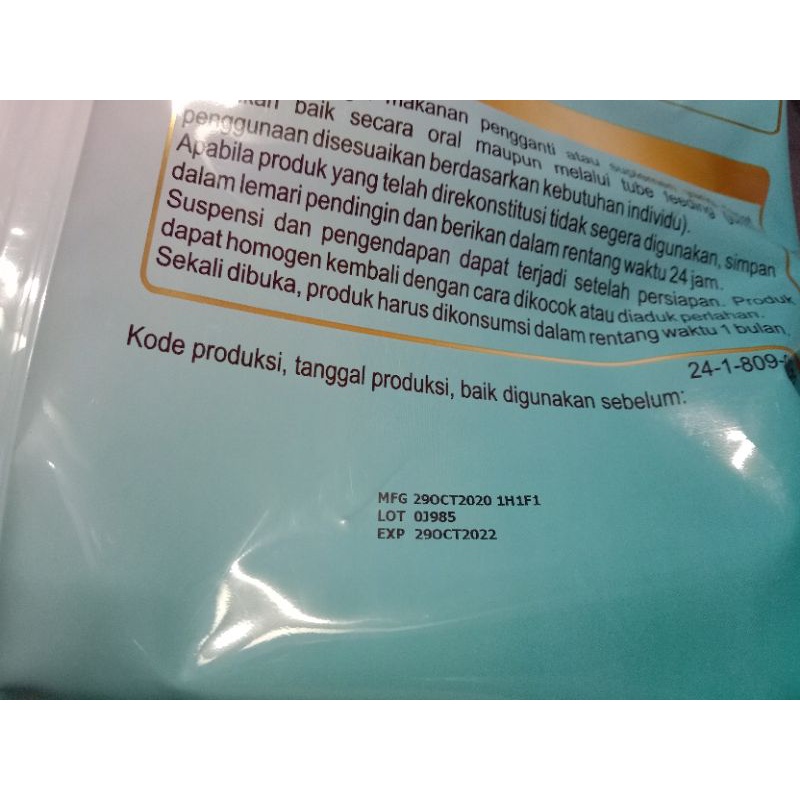 makanan pengganti atau suplemen
baik secara oral maupun melalui tube feeding
penggunaan disesuaikan berdasarkan kebutuhan individu).
Apabila produk yang telah direkonstitusi tidak segera digunakan, simpan
dalam lemari pendingin dan berikan dalam rentang waktu 24 jam.
Suspensi dan pengendapan dapat terjadi setelah persiapan. Produk
dapat homogen kembali dengan cara dikocok atau diaduk perlahan.
Sekali dibuka, produk harus dikonsumsi dalam rentang waktu 1 bulan.
24-1-809-
Kode produksi, tanggal produksi, baik digunakan sebelum:
MFG 29OCT2020 1H1F1
LOT 0J985
EXP 29OCT2022